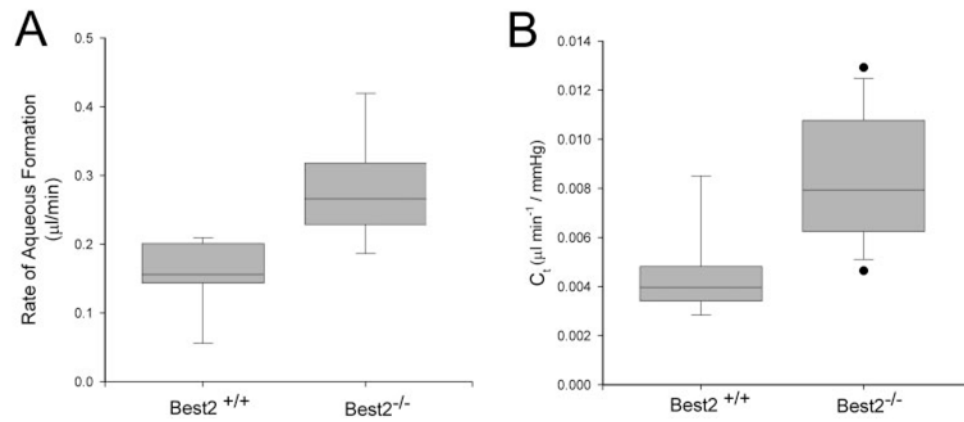 A
Rate of Aqueous Formation
(µl/min)
0.5
0.4
0.3
0.2
0.1
0.0
Best2 +/+
Best2-/-
B
Ct (µl min-1 / mmHg)
0.014
0.012
0.010
0.008
0.006
0.004
0.002
0.000
Best2 +/+
Best2-/-